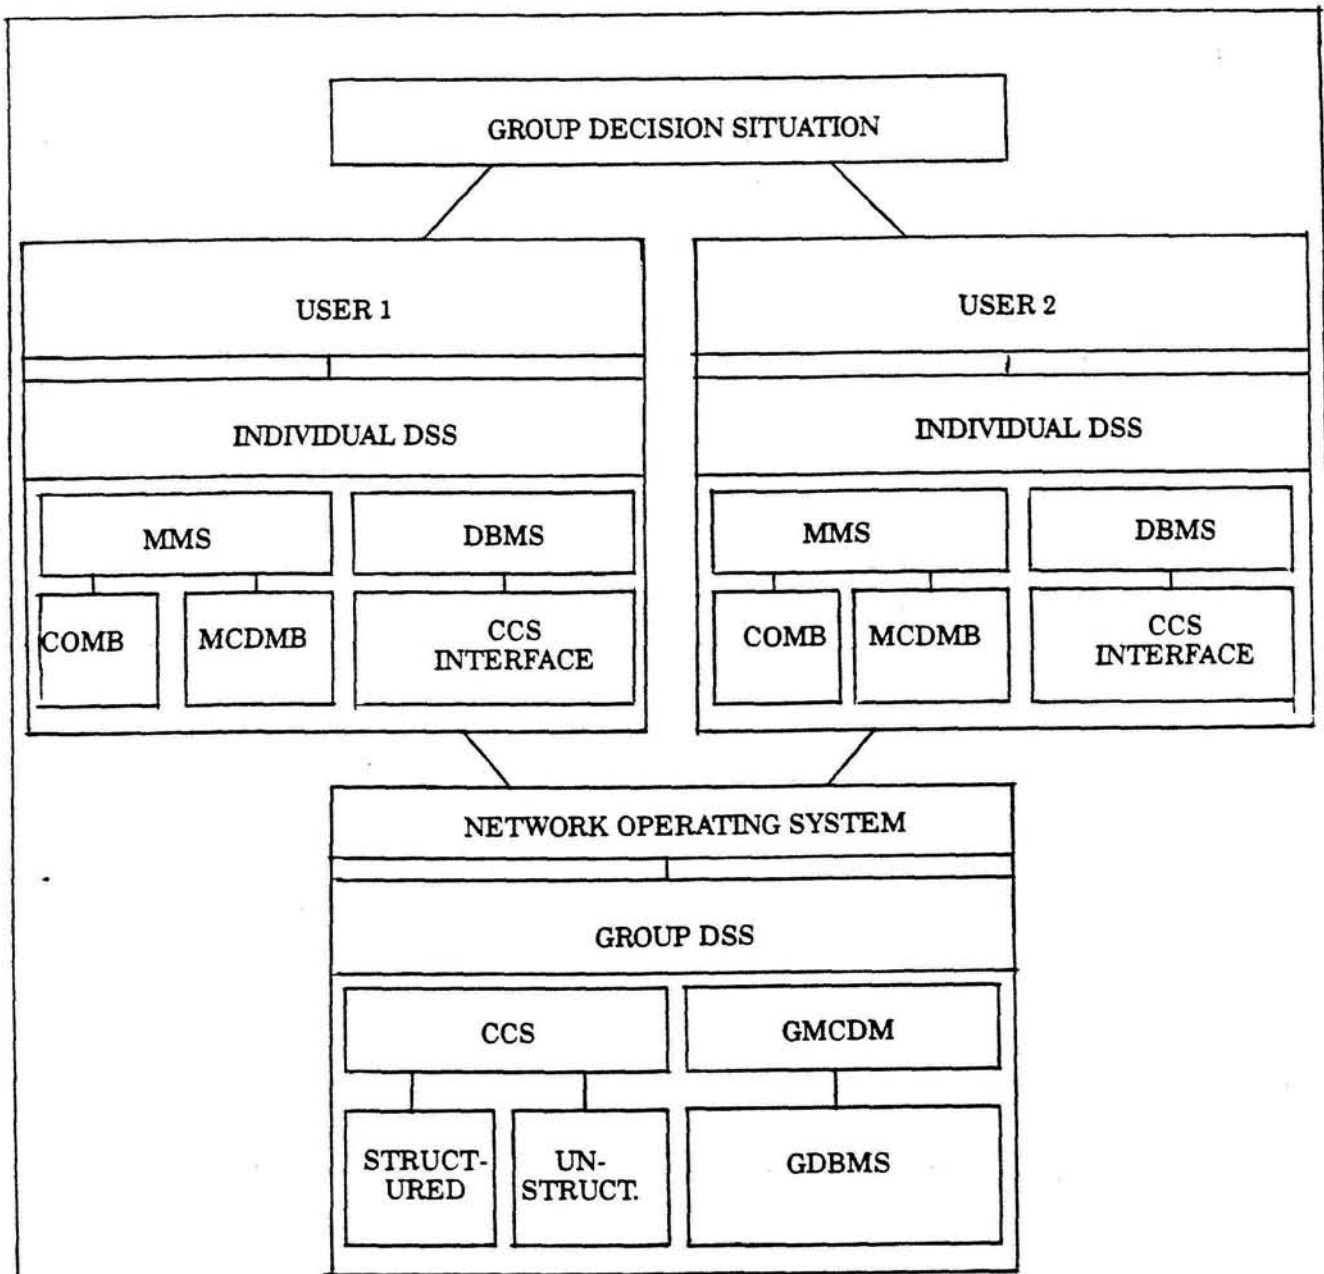 GROUP DECISION SITUATION
USER 1
USER 2
INDIVIDUAL DSS
INDIVIDUAL DSS
MMS
DBMS
MMS
DBMS
COMB
MCDMB
CCS
INTERFACE
COMB
MCDMB
CCS
INTERFACE
NETWORK OPERATING SYSTEM
GROUP DSS
CCS
GMCDM
STRUCT-
URED
UN-
STRUCT.
GDBMS